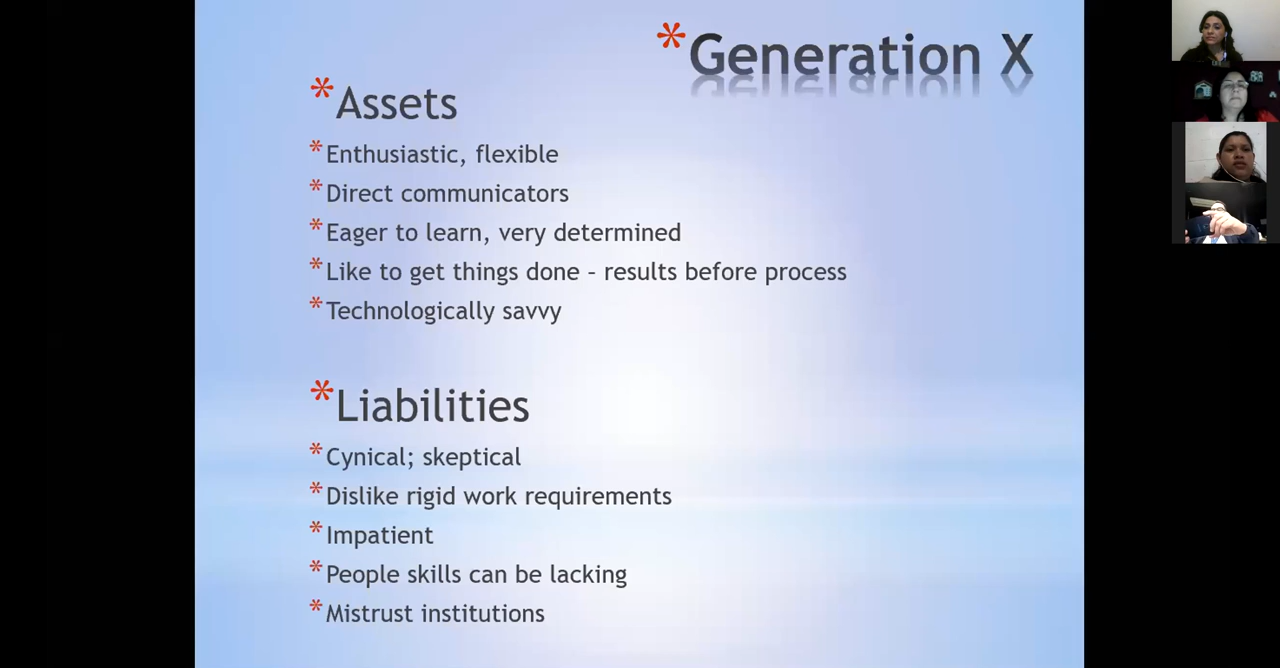 * Generation X
* Assets
* Enthusiastic, flexible
* Direct communicators
* Eager to learn, very determined
* Like to get things done – results before process
* Technologically savvy
* Liabilities
* Cynical; skeptical
* Dislike rigid work requirements
* Impatient
* People skills can be lacking
* Mistrust institutions